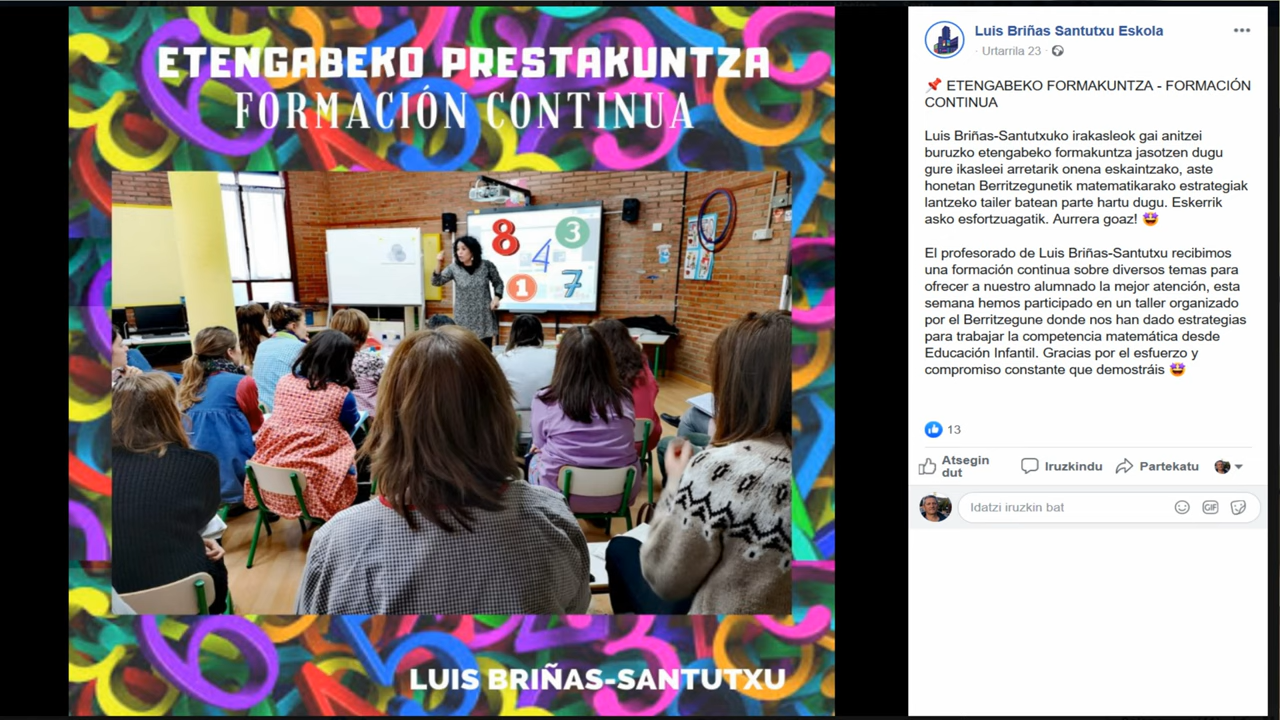 ETENGABEKO PRESTAKUNTZA
FORMACIÓN CONTINUA
8
3
4
1
7
LUIS BRIÑAS-SANTUTXU
Luis Briñas Santutxu Eskola
Urtarrila 23 ·
📌 ETENGABEKO FORMAKUNTZA - FORMACIÓN
CONTINUA
Luis Briñas-Santutxuko irakasleok gai anitzei
buruzko etengabeko formakuntza jasotzen dugu
gure ikasleei arretarik onena eskaintzako, aste
honetan Berritzegunetik matematikarako estrategiak
lantzeko tailer batean parte hartu dugu. Eskerrik
asko esfortzuagatik. Aurrera goaz! 🤩
El profesorado de Luis Briñas-Santutxu recibimos
una formación continua sobre diversos temas para
ofrecer a nuestro alumnado la mejor atención, esta
semana hemos participado en un taller organizado
por el Berritzegune donde nos han dado estrategias
para trabajar la competencia matemática desde
Educación Infantil. Gracias por el esfuerzo y
compromiso constante que demostráis 🤩
13
Atsegin
dut
Iruzkindu
Partekatu
Idatzi iruzkin bat
GIF